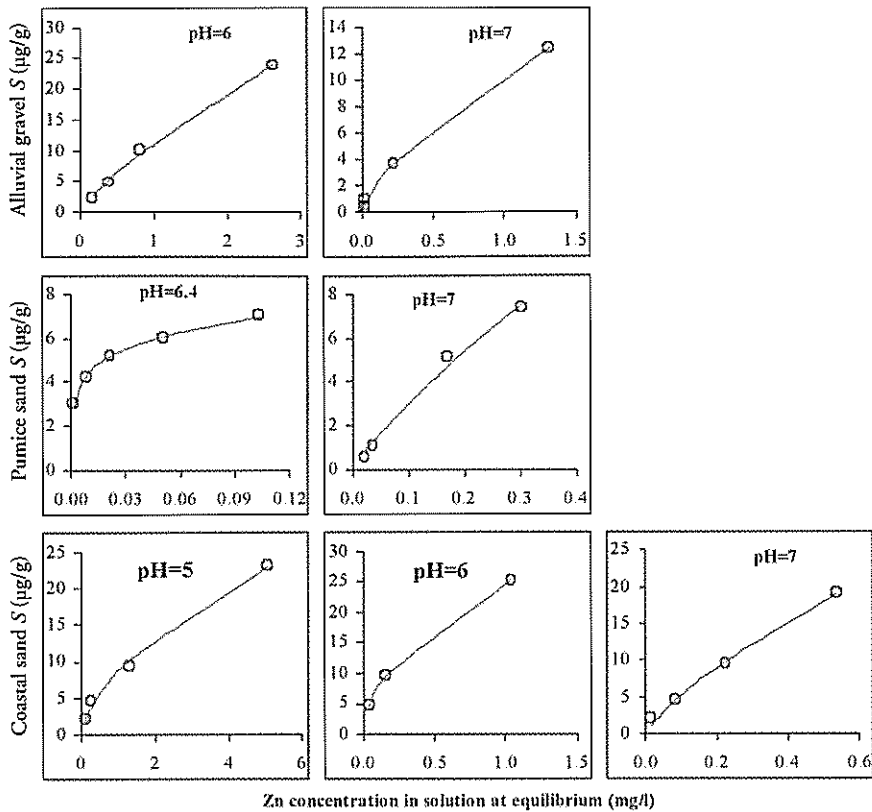 Alluvial gravel S (µg/g)
30
25
20
15
10
5
0
pH=6
0 1 2 3
14
12
10
8
6
4
2
0
pH=7
0.0 0.5 1.0 1.5
Pumice sand S (µg/g)
8
6
4
2
0
pH=6.4
0.00 0.03 0.06 0.09 0.12
8
6
4
2
0
pH=7
0.0 0.1 0.2 0.3 0.4
Coastal sand S (µg/g)
25
20
15
10
5
0
pH=5
0 2 4 6
30
25
20
15
10
5
0
pH=6
0.0 0.5 1.0 1.5
25
20
15
10
5
0
pH=7
0.0 0.2 0.4 0.6
Zn concentration in solution at equilibrium (mg/l)